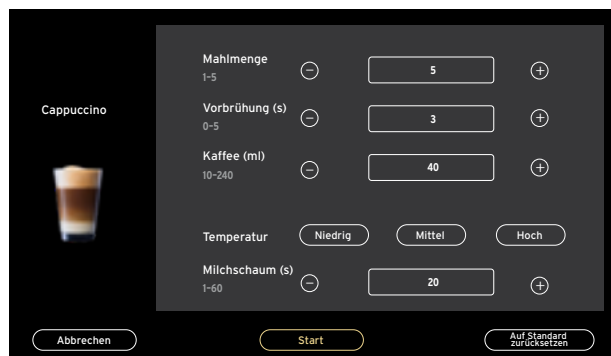 Mahlmenge
1-5
− 5 +
Cappuccino
Vorbrühung (s)
0-5
− 3 +
Kaffee (ml)
10-240
− 40 +
Temperatur Niedrig Mittel Hoch
Milchschaum (s)
1-60
− 20 +
Abbrechen Start Auf Standard
zurücksetzen